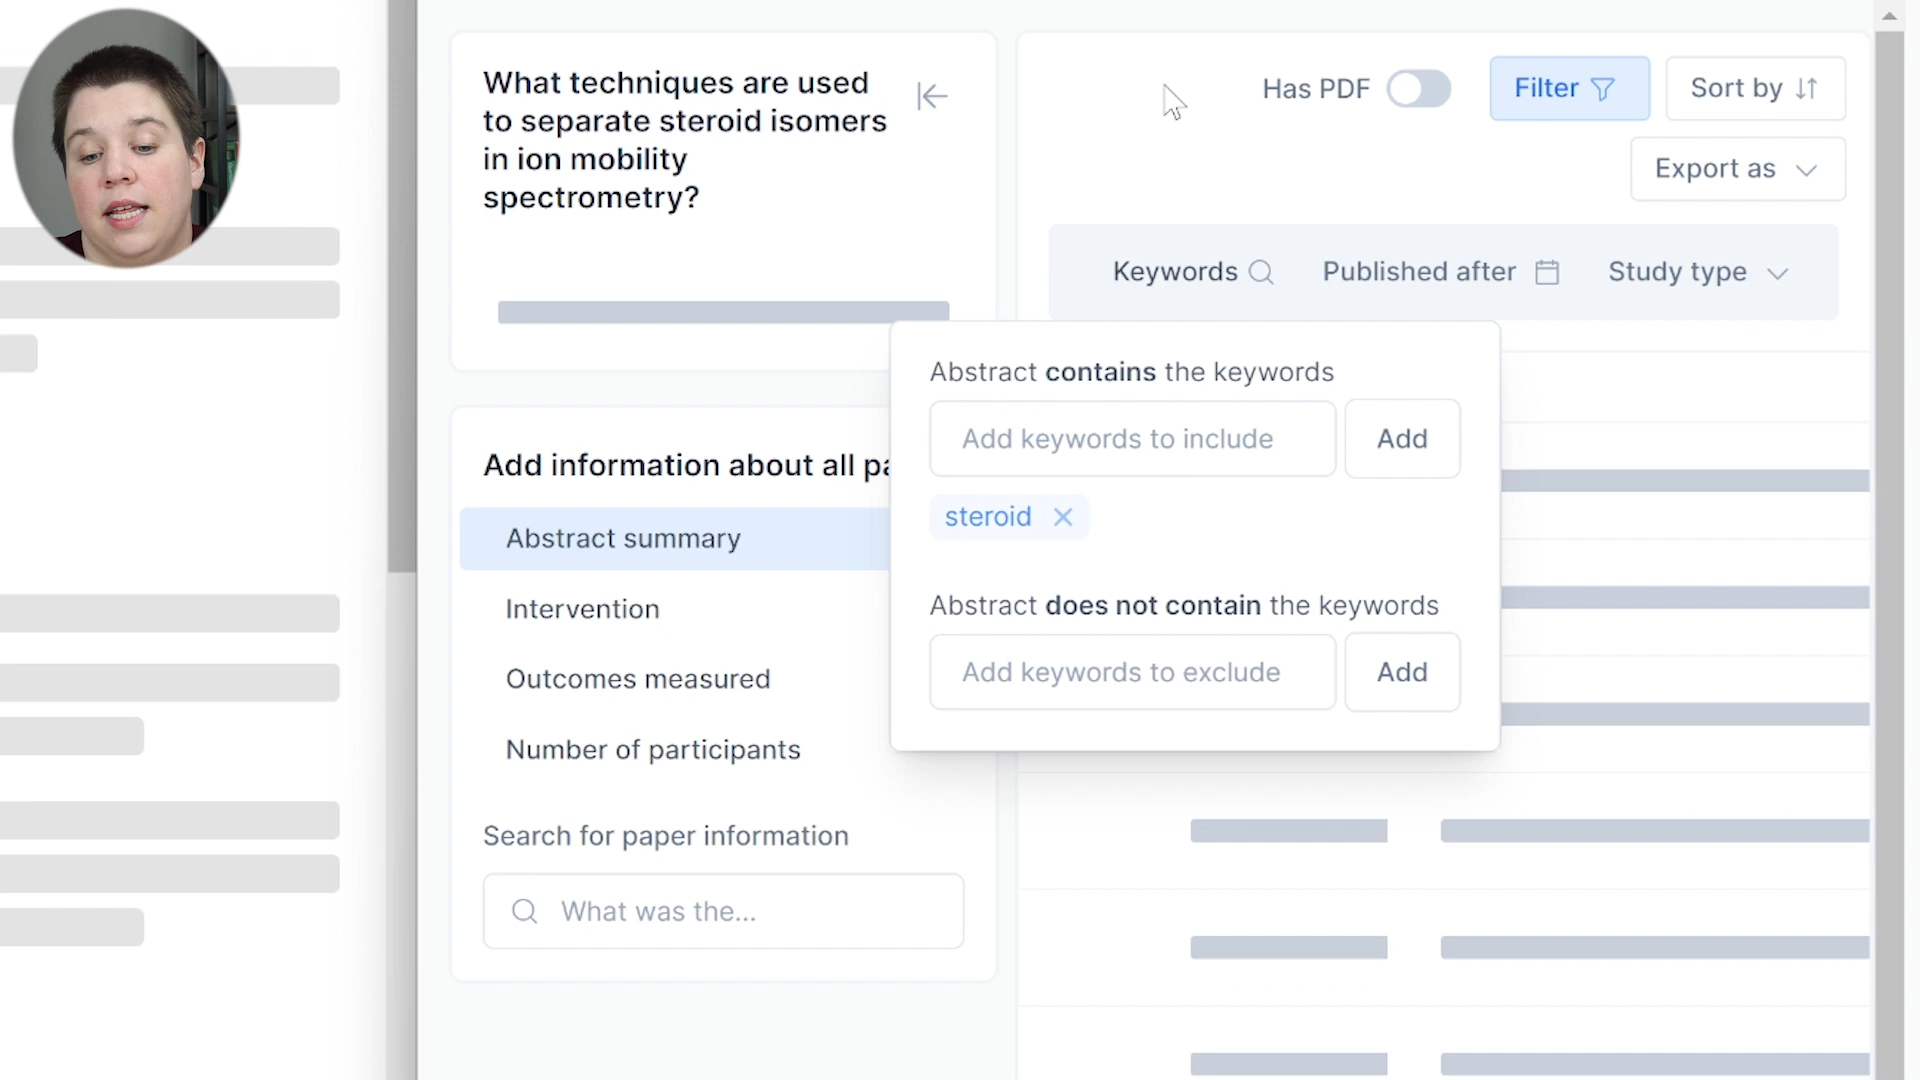 What techniques are used
to separate steroid isomers
in ion mobility
spectrometry?
Has PDF
Filter
Sort by
Export as
Keywords
Published after
Study type
Abstract contains the keywords
Add keywords to include
Add
steroid
Abstract does not contain the keywords
Add keywords to exclude
Add
Add information about all pa
Abstract summary
Intervention
Outcomes measured
Number of participants
Search for paper information
What was the...